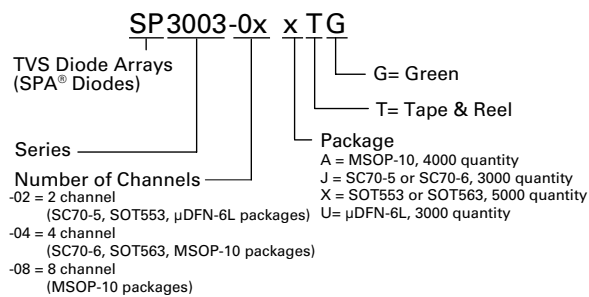 SP3003-0x x T G
TVS Diode Arrays
(SPA® Diodes)
G= Green
T= Tape & Reel
Series
Package
A = MSOP-10, 4000 quantity
J = SC70-5 or SC70-6, 3000 quantity
X = SOT553 or SOT563, 5000 quantity
U= µDFN-6L, 3000 quantity
Number of Channels
-02 = 2 channel
(SC70-5, SOT553, µDFN-6L packages)
-04 = 4 channel
(SC70-6, SOT563, MSOP-10 packages)
-08 = 8 channel
(MSOP-10 packages)